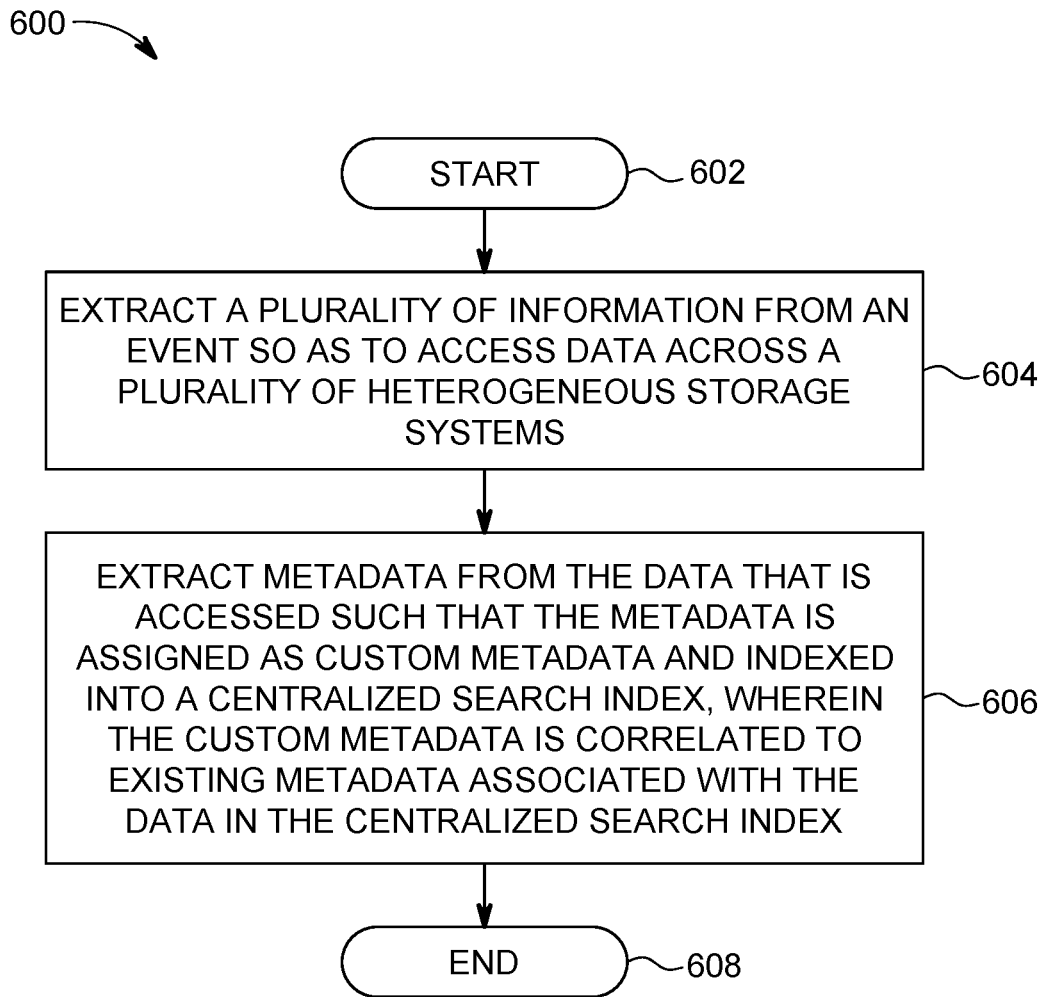 600
START
602
EXTRACT A PLURALITY OF INFORMATION FROM AN
EVENT SO AS TO ACCESS DATA ACROSS A
PLURALITY OF HETEROGENEOUS STORAGE
SYSTEMS
604
EXTRACT METADATA FROM THE DATA THAT IS
ACCESSED SUCH THAT THE METADATA IS
ASSIGNED AS CUSTOM METADATA AND INDEXED
INTO A CENTRALIZED SEARCH INDEX, WHEREIN
THE CUSTOM METADATA IS CORRELATED TO
EXISTING METADATA ASSOCIATED WITH THE
DATA IN THE CENTRALIZED SEARCH INDEX
606
END
608